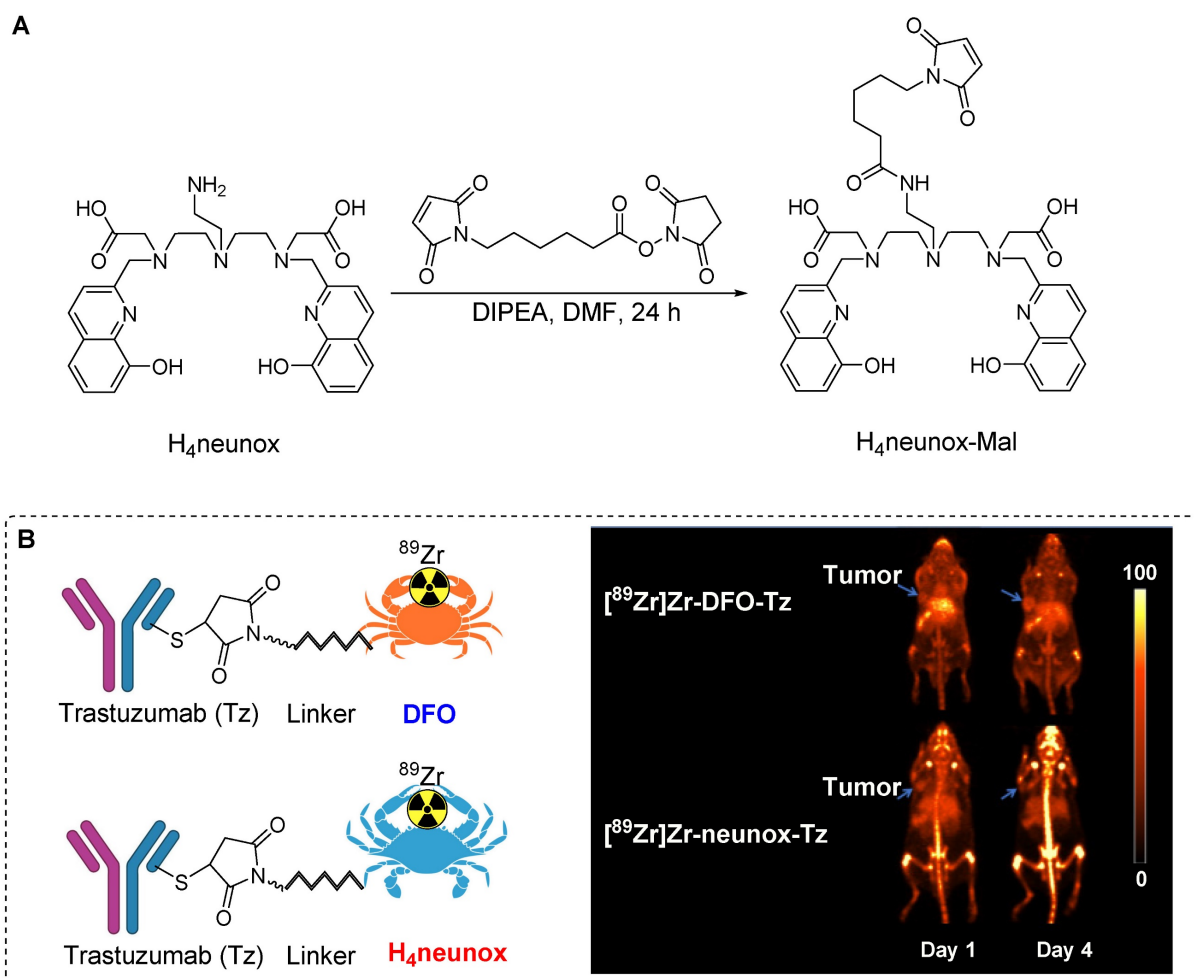 A
O
N
O
O
HN
NH2
HO
O
N
N
N
OH
O
N
OH
N
HO
O
N
O
O
O
N
O
O
DIPEA, DMF, 24 h
HO
O
N
N
N
OH
O
N
OH
N
HO
H4neunox
H4neunox-Mal
B
89Zr
S
O
N
O
Trastuzumab (Tz) Linker DFO
89Zr
S
O
N
O
Trastuzumab (Tz) Linker H4neunox
Tumor
[89Zr]Zr-DFO-Tz
Tumor
[89Zr]Zr-neunox-Tz
100
0
Day 1 Day 4